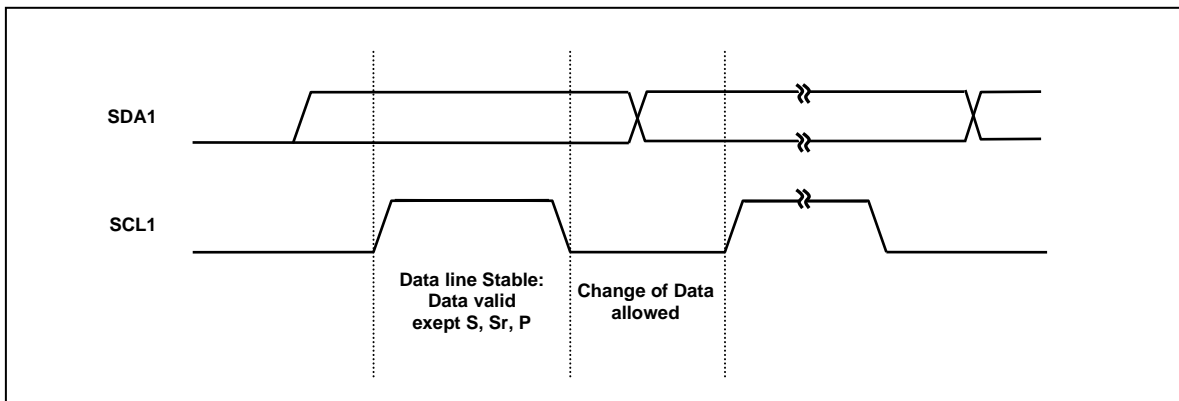 SDA1
SCL1
Data line Stable:
Data valid
exept S, Sr, P
Change of Data
allowed